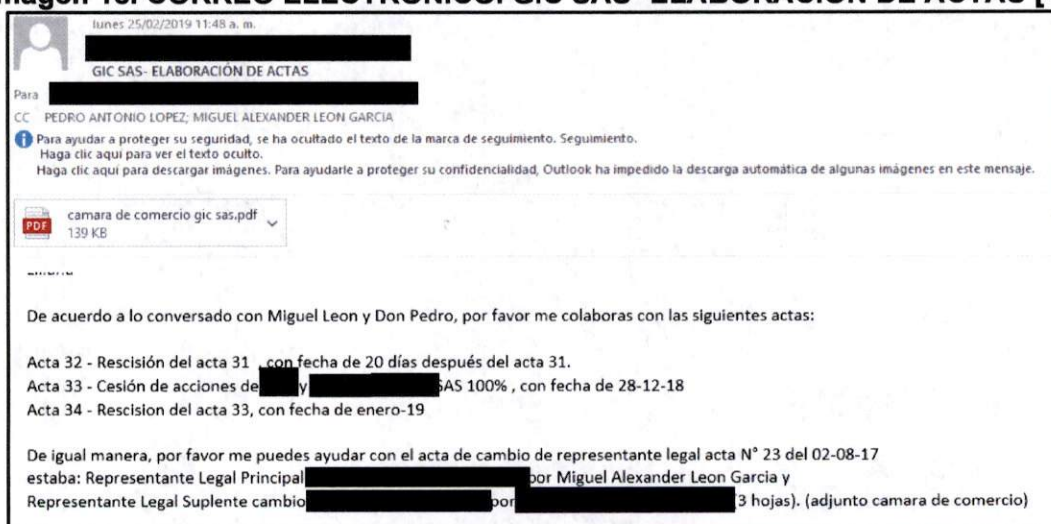 CORREO ELECTRÓNICO: GIC SAS- ELABORACIÓN DE ACTAS [
lunes 25/02/2019 11:48 a. m.
GIC SAS- ELABORACIÓN DE ACTAS
Para
CC PEDRO ANTONIO LOPEZ; MIGUEL ALEXANDER LEON GARCIA
Para ayudar a proteger su seguridad, se ha ocultado el texto de la marca de seguimiento. Seguimiento.
Haga clic aquí para ver el texto oculto.
Haga clic aquí para descargar imágenes. Para ayudarle a proteger su confidencialidad, Outlook ha impedido la descarga automática de algunas imágenes en este mensaje.
PDF
camara de comercio gic sas.pdf
139 KB
De acuerdo a lo conversado con Miguel Leon y Don Pedro, por favor me colaboras con las siguientes actas:
Acta 32 - Rescisión del acta 31 , con fecha de 20 días después del acta 31.
Acta 33 - Cesión de acciones de y SAS 100% , con fecha de 28-12-18
Acta 34 - Rescision del acta 33, con fecha de enero-19
De igual manera, por favor me puedes ayudar con el acta de cambio de representante legal acta N° 23 del 02-08-17
estaba: Representante Legal Principal por Miguel Alexander Leon Garcia y
Representante Legal Suplente cambio por (3 hojas). (adjunto camara de comercio)